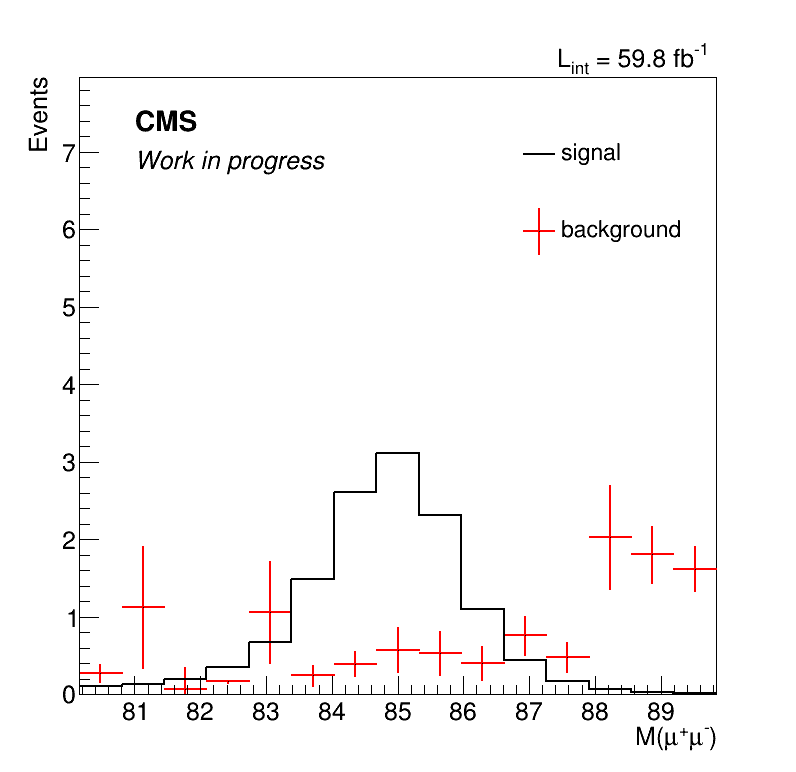 L_int = 59.8 fb^-1
Events
CMS
Work in progress
signal
background
7
6
5
4
3
2
1
0
81 82 83 84 85 86 87 88 89
M(μ⁺μ⁻)